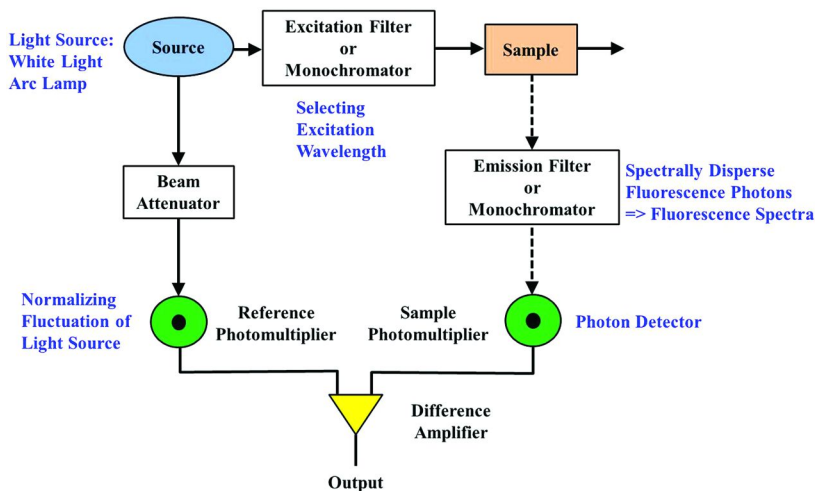 Light Source:
White Light
Arc Lamp
Source
Excitation Filter
or
Monochromator
Sample
Selecting
Excitation
Wavelength
Beam
Attenuator
Emission Filter
or
Monochromator
Spectrally Disperse
Fluorescence Photons
=> Fluorescence Spectra
Normalizing
Fluctuation of
Light Source
Reference
Photomultiplier
Sample
Photomultiplier
Photon Detector
Difference
Amplifier
Output